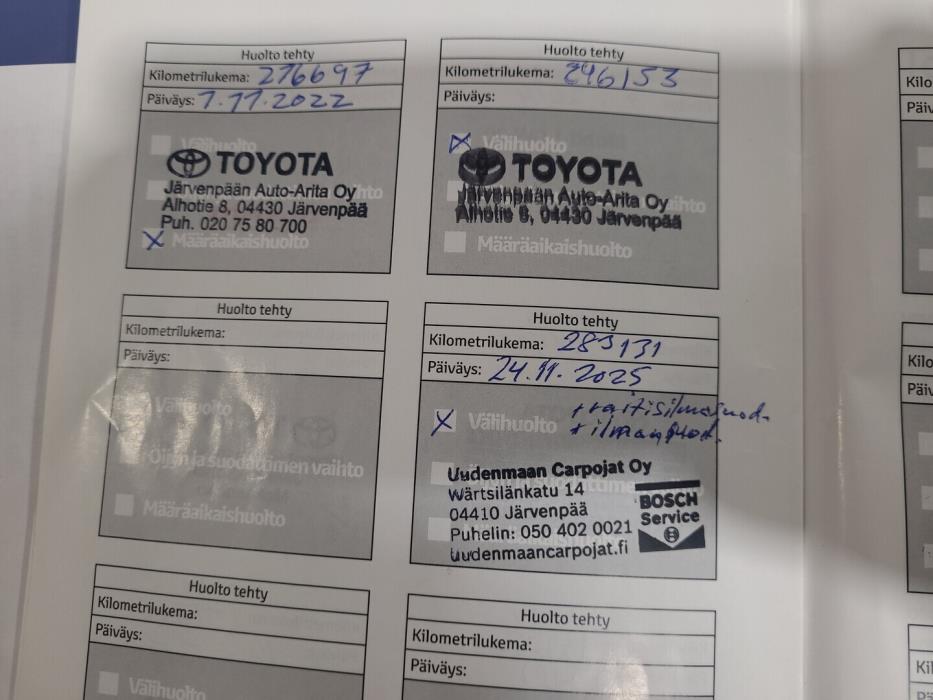 Huolto tehty
Kilometrilukema: 216697
Päiväys: 7.11.2022
Välihuolto
TOYOTA
Järvenpään Auto-Arita Oy
Alhotie 8, 04430 Järvenpää
Puh. 020 75 80 700
Määräaikaishuolto
Huolto tehty
Kilometrilukema: 246153
Päiväys:
Välihuolto
TOYOTA
Järvenpään Auto-Arita Oy
Alhotie 8, 04430 Järvenpää
Määräaikaishuolto
Huolto tehty
Kilometrilukema:
Päiväys:
Välihuolto
Öljyn ja suodattimen vaihto
Määräaikaishuolto
Huolto tehty
Kilometrilukema: 283131
Päiväys: 24.11.2025
Välihuolto
+raitisilmasuod.
+ilmansuod.
Uudenmaan Carpojat Oy
Wärtsilänkatu 14
04410 Järvenpää
Puhelin: 050 402 0021
uudenmaancarpojat.fi
BOSCH
Service
Huolto tehty
Kilometrilukema:
Päiväys:
Välihuolto
Huolto tehty
Kilometrilukema:
Päiväys: